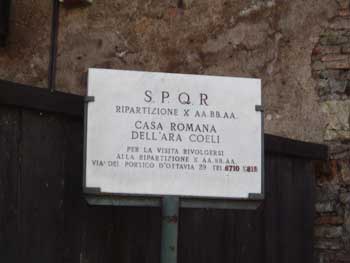 S.P.Q.R
RIPARTIZIONE X AA.BB.AA.
CASA ROMANA
DELL'ARA COELI
PER LA VISITA RIVOLGERSI
ALLA RIPARTIZIONE X AA.BB.AA.
VIA DEL PORTICO D'OTTAVIA 29 TEL 6710